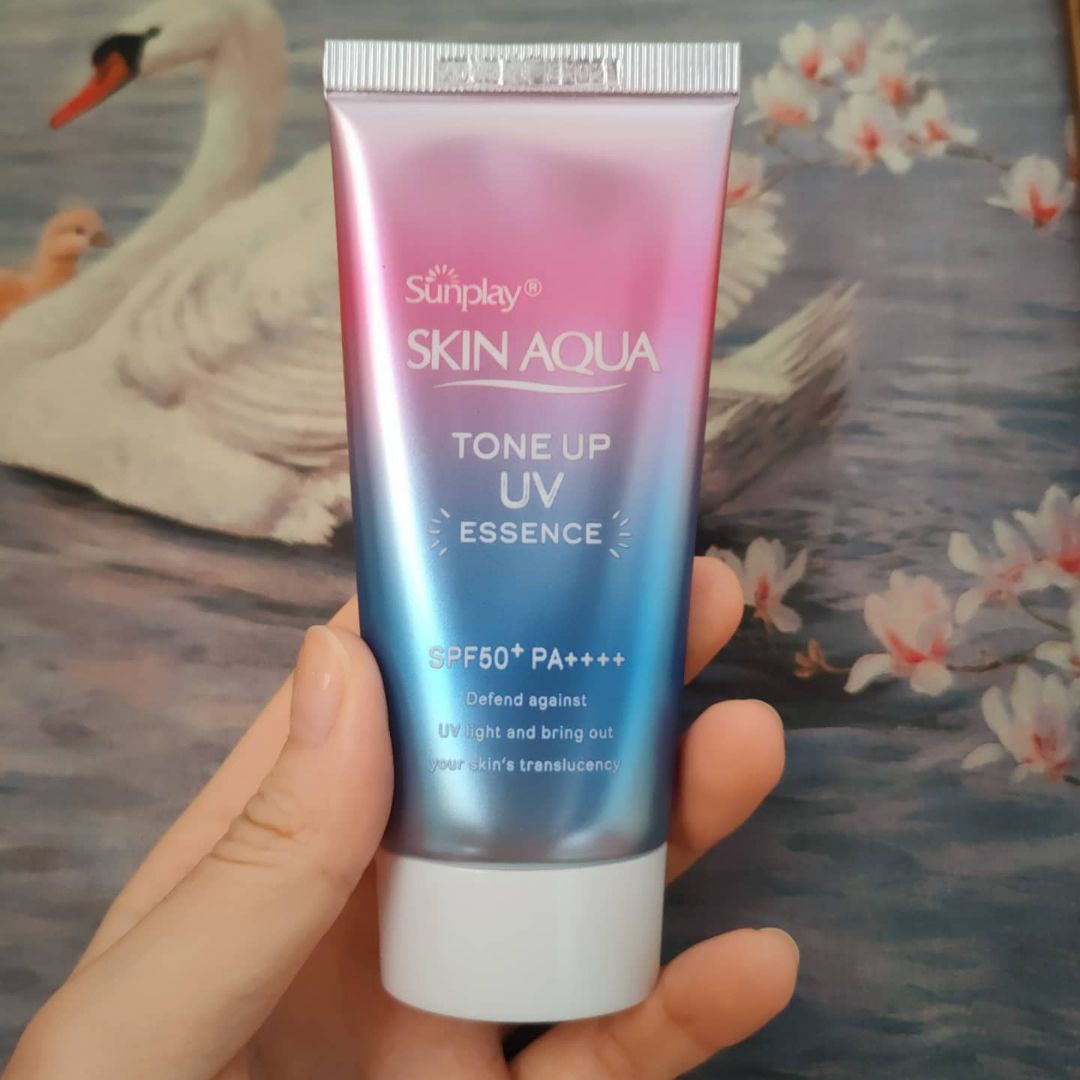 Sunplay®
SKIN AQUA
TONE UP
UV
ESSENCE
SPF50⁺ PA++++
Defend against
UV light and bring out
your skin's translucency